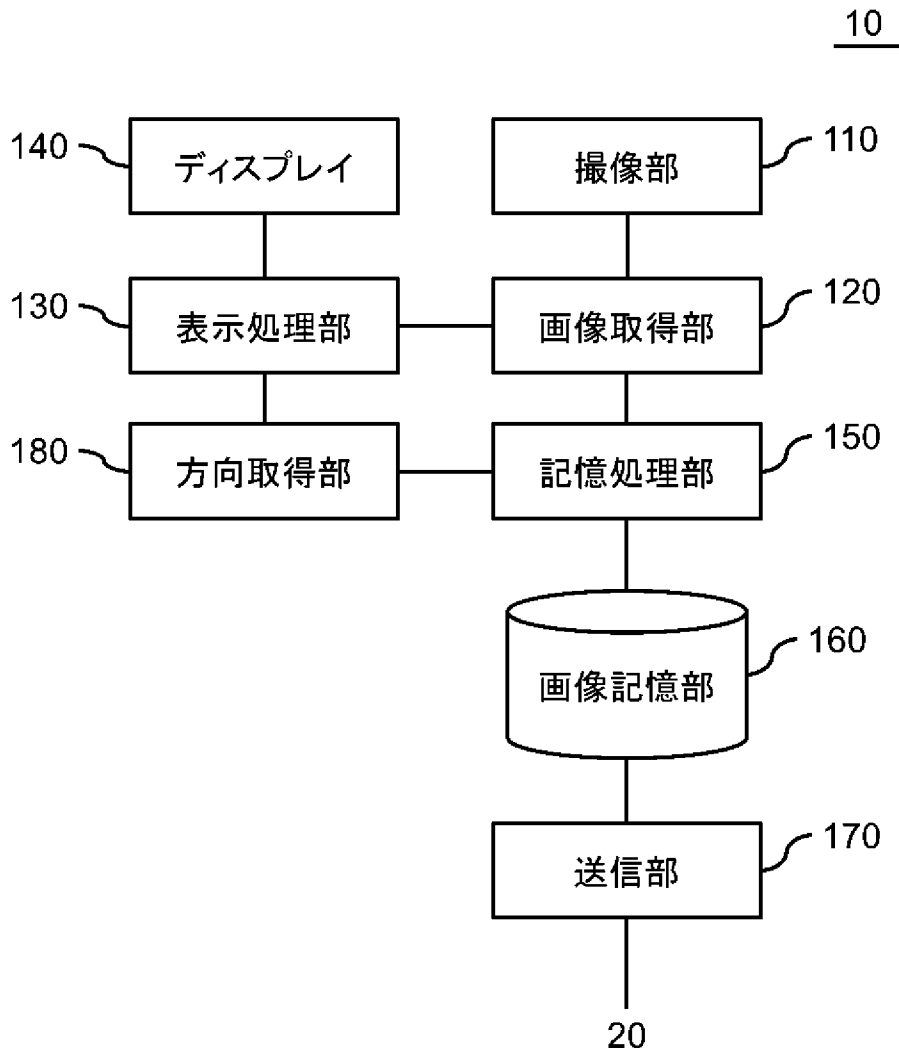 10
140 ディスプレイ 撮像部 110
130 表示処理部 画像取得部 120
180 方向取得部 記憶処理部 150
画像記憶部 160
送信部 170
20